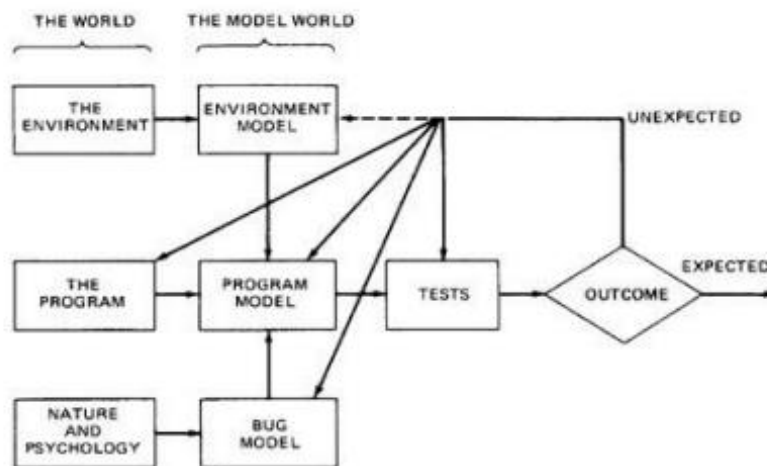 THE WORLD
THE MODEL WORLD
THE
ENVIRONMENT
ENVIRONMENT
MODEL
UNEXPECTED
THE
PROGRAM
PROGRAM
MODEL
TESTS
OUTCOME
EXPECTED
NATURE
AND
PSYCHOLOGY
BUG
MODEL